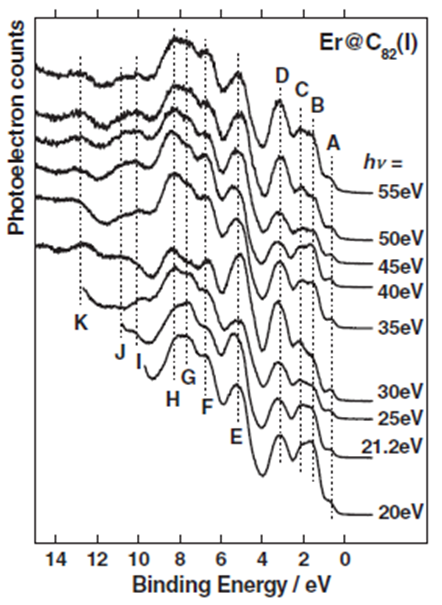 Er@C82(I)
Photoelectron counts
D
C
B
A
hν =
55eV
50eV
45eV
40eV
35eV
30eV
25eV
21.2eV
20eV
K
J
I
H
G
F
E
14 12 10 8 6 4 2 0
Binding Energy / eV